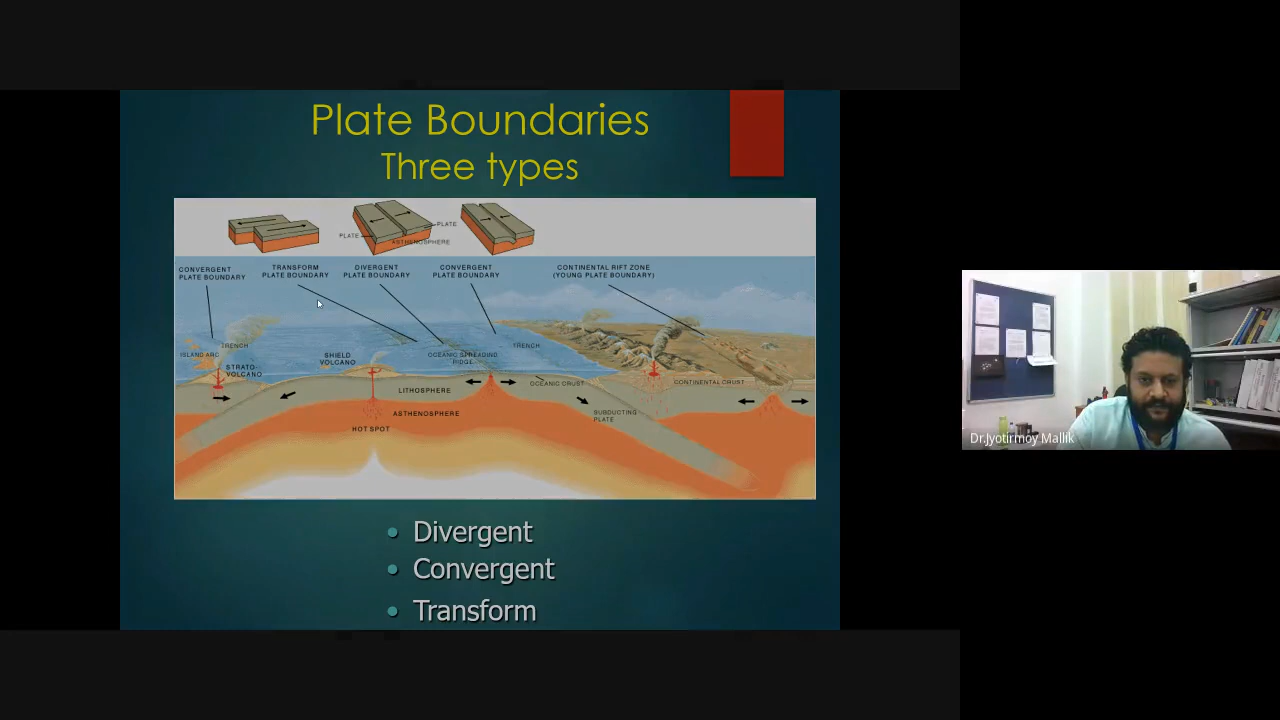 Plate Boundaries
Three types
PLATE
PLATE
ASTHENOSPHERE
CONVERGENT
PLATE BOUNDARY
TRANSFORM
PLATE BOUNDARY
DIVERGENT
PLATE BOUNDARY
CONVERGENT
PLATE BOUNDARY
CONTINENTAL RIFT ZONE
(YOUNG PLATE BOUNDARY)
TRENCH
ISLAND ARC
STRATO-
VOLCANO
SHIELD
VOLCANO
OCEANIC SPREADING
RIDGE
TRENCH
LITHOSPHERE
ASTHENOSPHERE
HOT SPOT
OCEANIC CRUST
CONTINENTAL CRUST
SUBDUCTING
PLATE
Divergent
Convergent
Transform
Dr.Jyotirmoy Mallik